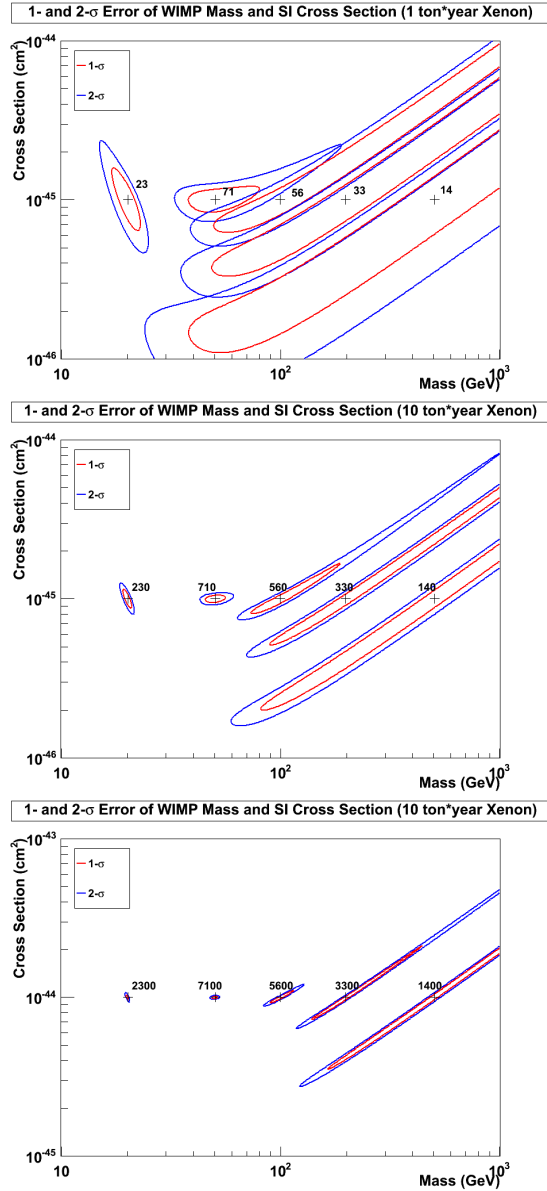 1- and 2-σ Error of WIMP Mass and SI Cross Section (1 ton*year Xenon)
Cross Section (cm²)
10⁻⁴⁴
1-σ
2-σ
23
71
56
33
14
10⁻⁴⁵
10⁻⁴⁶
10
10²
10³
Mass (GeV)
1- and 2-σ Error of WIMP Mass and SI Cross Section (10 ton*year Xenon)
Cross Section (cm²)
10⁻⁴⁴
1-σ
2-σ
230
710
560
330
140
10⁻⁴⁵
10⁻⁴⁶
10
10²
10³
Mass (GeV)
1- and 2-σ Error of WIMP Mass and SI Cross Section (10 ton*year Xenon)
Cross Section (cm²)
10⁻⁴³
1-σ
2-σ
2300
7100
5600
3300
1400
10⁻⁴⁴
10⁻⁴⁵
10
10²
10³
Mass (GeV)